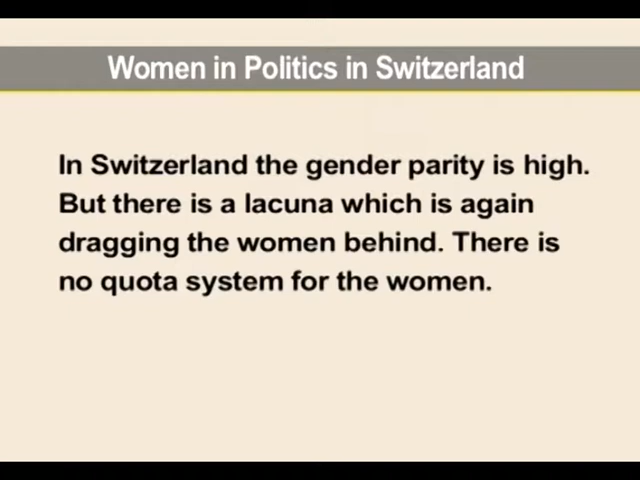 Women in Politics in Switzerland
In Switzerland the gender parity is high.
But there is a lacuna which is again
dragging the women behind. There is
no quota system for the women.